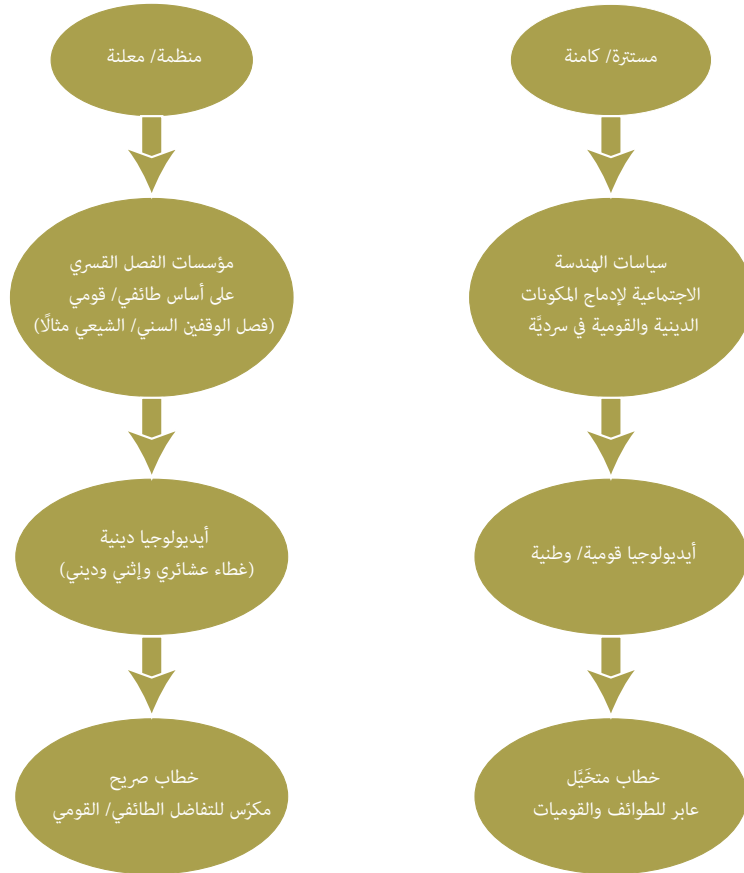 مستترة/ كامنة
سياسات الهندسة
الاجتماعية لإدماج المكونات
الدينية والقومية في سرديَّة
أيديولوجيا قومية/ وطنية
خطاب متخَيَّل
عابر للطوائف والقوميات
منظمة/ معلنة
مؤسسات الفصل القسري
على أساس طائفي/ قومي
(فصل الوقفين السني/ الشيعي مثالًا)
أيديولوجيا دينية
(غطاء عشائري وإثني وديني)
خطاب صريح
مكرّس للتفاضل الطائفي/ القومي